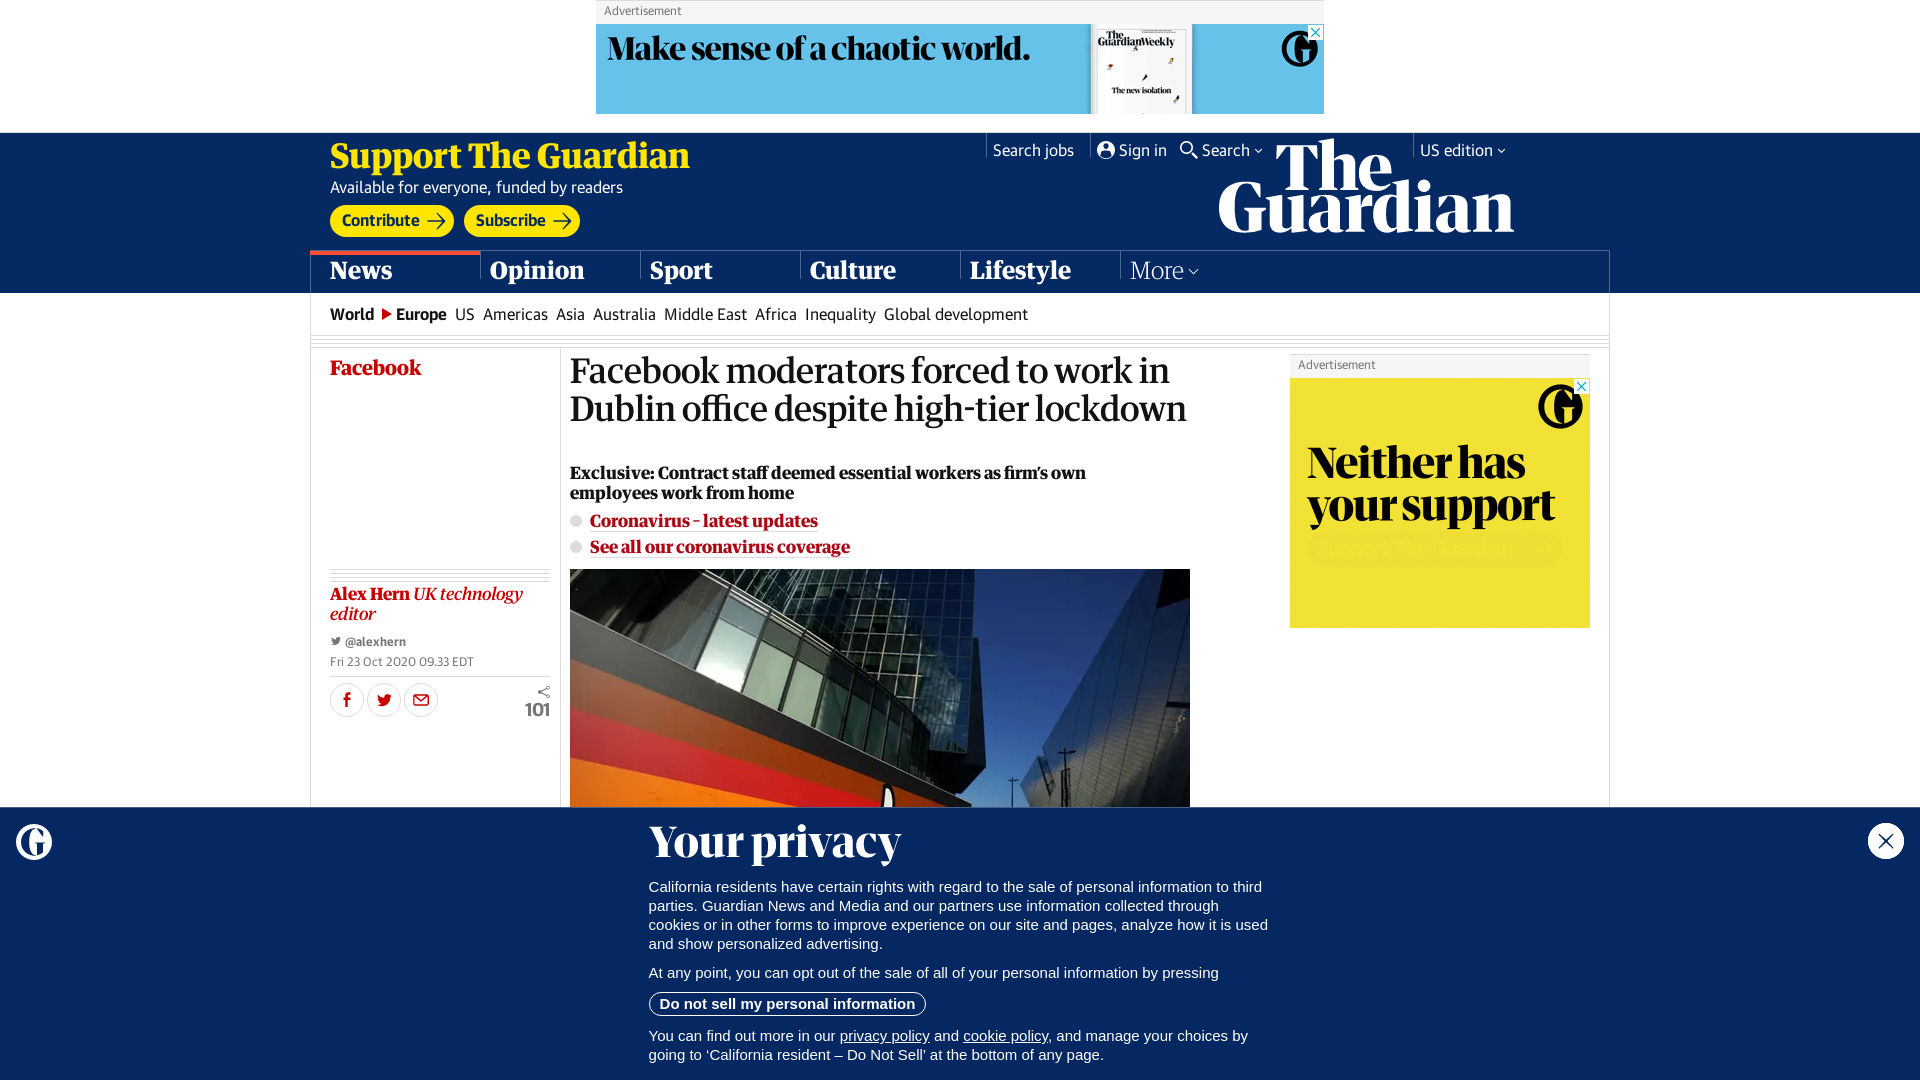 Advertisement
Make sense of a chaotic world.
The
GuardianWeekly
The new isolation
Support The Guardian
Available for everyone, funded by readers
Contribute
Subscribe
Search jobs
Sign in
Search
US edition
The
Guardian
News
Opinion
Sport
Culture
Lifestyle
More
World
Europe
US
Americas
Asia
Australia
Middle East
Africa
Inequality
Global development
Facebook
Facebook moderators forced to work in
Dublin office despite high-tier lockdown
Exclusive: Contract staff deemed essential workers as firm’s own
employees work from home
Coronavirus – latest updates
See all our coronavirus coverage
Alex Hern UK technology
editor
@alexhern
Fri 23 Oct 2020 09.33 EDT
101
Advertisement
Neither has
your support
Your privacy
California residents have certain rights with regard to the sale of personal information to third
parties. Guardian News and Media and our partners use information collected through
cookies or in other forms to improve experience on our site and pages, analyze how it is used
and show personalized advertising.
At any point, you can opt out of the sale of all of your personal information by pressing
Do not sell my personal information
You can find out more in our privacy policy and cookie policy, and manage your choices by
going to ‘California resident – Do Not Sell’ at the bottom of any page.